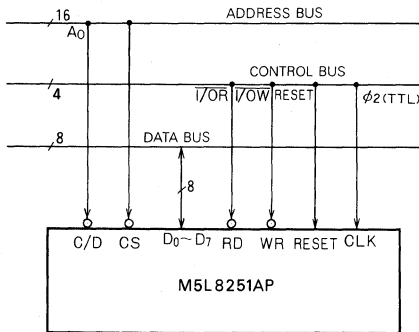 16
ADDRESS BUS
A₀
CONTROL BUS
4
I/OR I/OW RESET
φ₂(TTL)
8
DATA BUS
8
C/D CS D₀~D₇ RD WR RESET CLK
M5L8251AP